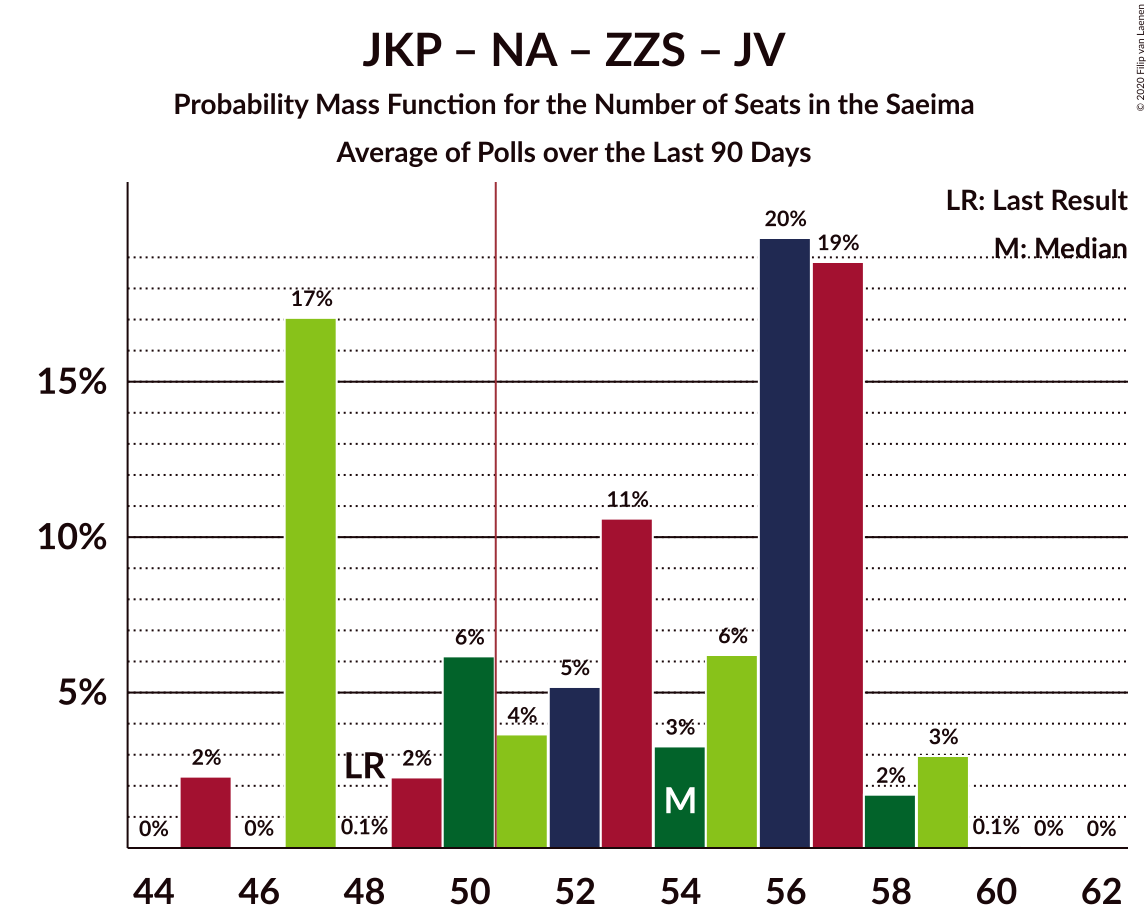 JKP – NA – ZZS – JV
Probability Mass Function for the Number of Seats in the Saeima
Average of Polls over the Last 90 Days
© 2020 Filip van Laenen
LR: Last Result
M: Median
15%
10%
5%
0%
2%
0%
17%
0.1%
LR
2%
6%
4%
5%
11%
3%
M
6%
20%
19%
2%
3%
0.1%
0%
0%
44 46 48 50 52 54 56 58 60 62